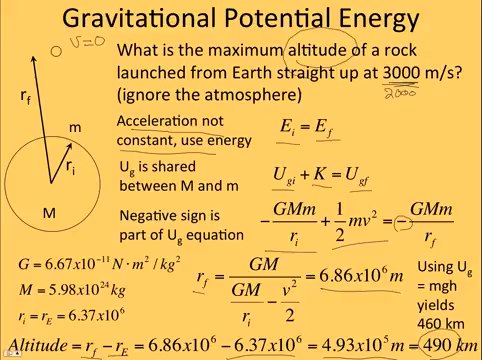 Gravitational Potential Energy
v=0
What is the maximum altitude of a rock
launched from Earth straight up at 3000 m/s?
2000
(ignore the atmosphere)
r_f
m
r_i
M
Acceleration not
constant, use energy
E_i = E_f
U_g is shared
between M and m
U_gi + K = U_gf
Negative sign is
part of U_g equation
-GMm/r_i + 1/2 mv^2 = -GMm/r_f
G = 6.67x10^-11 N·m^2 / kg^2
M = 5.98x10^24 kg
r_i = r_E = 6.37x10^6
r_f = GM/(GM/r_i - v^2/2) = 6.86x10^6 m
Using U_g
= mgh
yields
460 km
Altitude = r_f - r_E = 6.86x10^6 - 6.37x10^6 = 4.93x10^5 m = 490 km